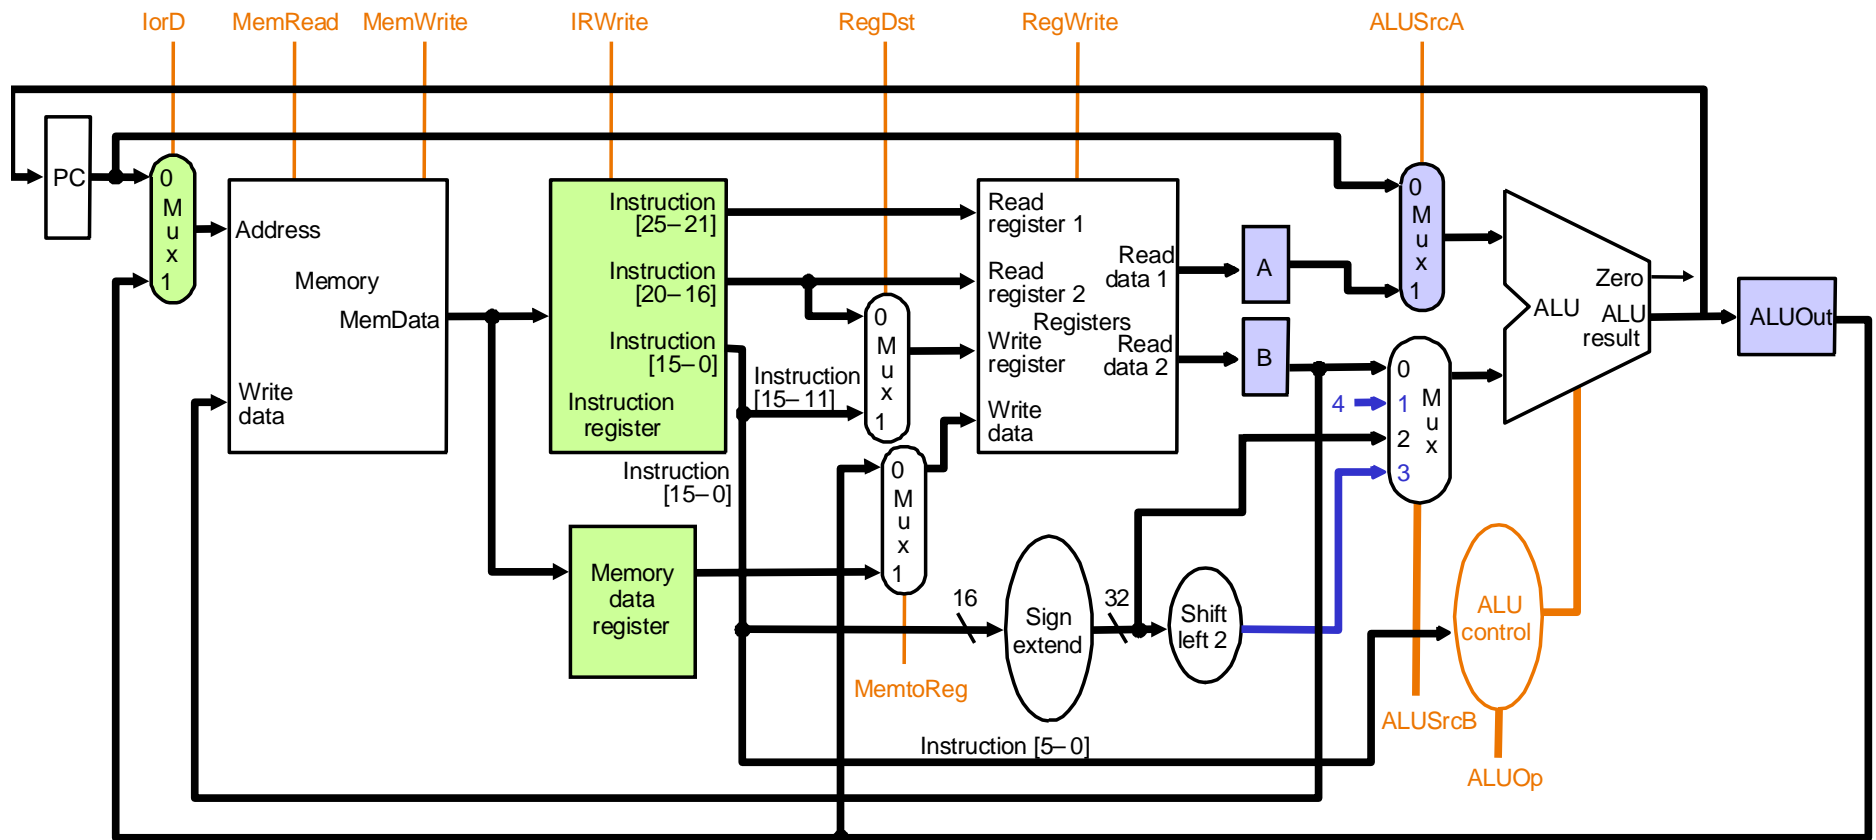 IorD
MemRead
MemWrite
IRWrite
RegDst
RegWrite
ALUSrcA
PC
0
M
u
x
1
Address
Memory
MemData
Write
data
Instruction
[25–21]
Instruction
[20–16]
Instruction
[15–0]
Instruction
register
Instruction
[15–0]
Instruction
[15–11]
Memory
data
register
0
M
u
x
1
0
M
u
x
1
MemtoReg
Read
register 1
Read
register 2
Registers
Write
register
Write
data
Read
data 1
Read
data 2
16
Sign
extend
32
Shift
left 2
Instruction [5–0]
A
B
4
0
M
u
x
1
0
1
2
3
M
u
x
ALUSrcB
Zero
ALU
ALU
result
ALUOut
ALU
control
ALUOp